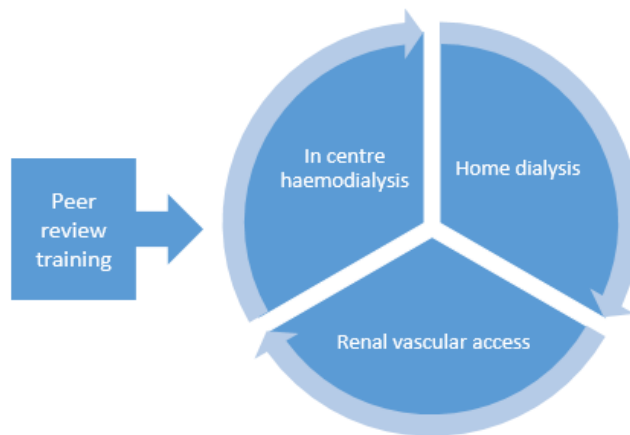 Peer
review
training
In centre
haemodialysis
Home dialysis
Renal vascular access